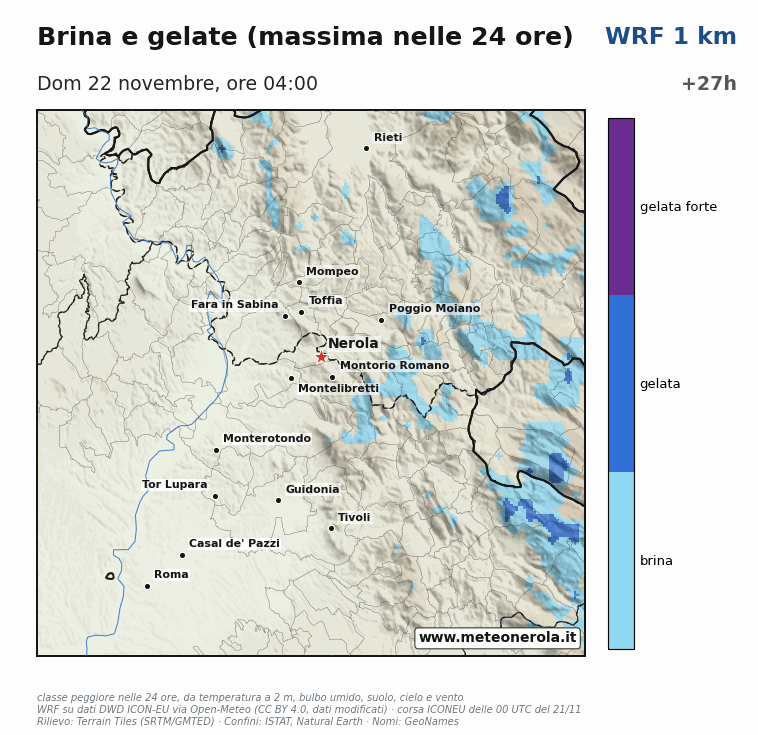 Brina e gelate (massima nelle 24 ore) WRF 1 km
Dom 22 novembre, ore 04:00 +27h
Rieti
gelata forte
Mompeo
Toffia
Fara in Sabina
Poggio Moiano
Nerola
Montorio Romano
Montelibretti
gelata
Monterotondo
Tor Lupara
Guidonia
Tivoli
Casal de' Pazzi
brina
Roma
www.meteonerola.it
classe peggiore nelle 24 ore, da temperatura a 2 m, bulbo umido, suolo, cielo e vento
WRF su dati DWD ICON-EU via Open-Meteo (CC BY 4.0, dati modificati) · corsa ICONEU delle 00 UTC del 21/11
Rilievo: Terrain Tiles (SRTM/GMTED) · Confini: ISTAT, Natural Earth · Nomi: GeoNames